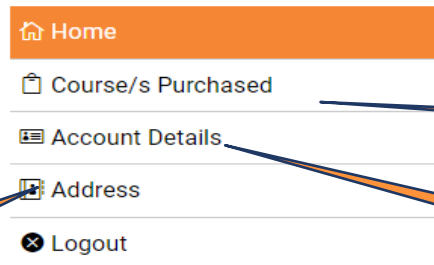 Home
Course/s Purchased
Account Details
Address
Logout